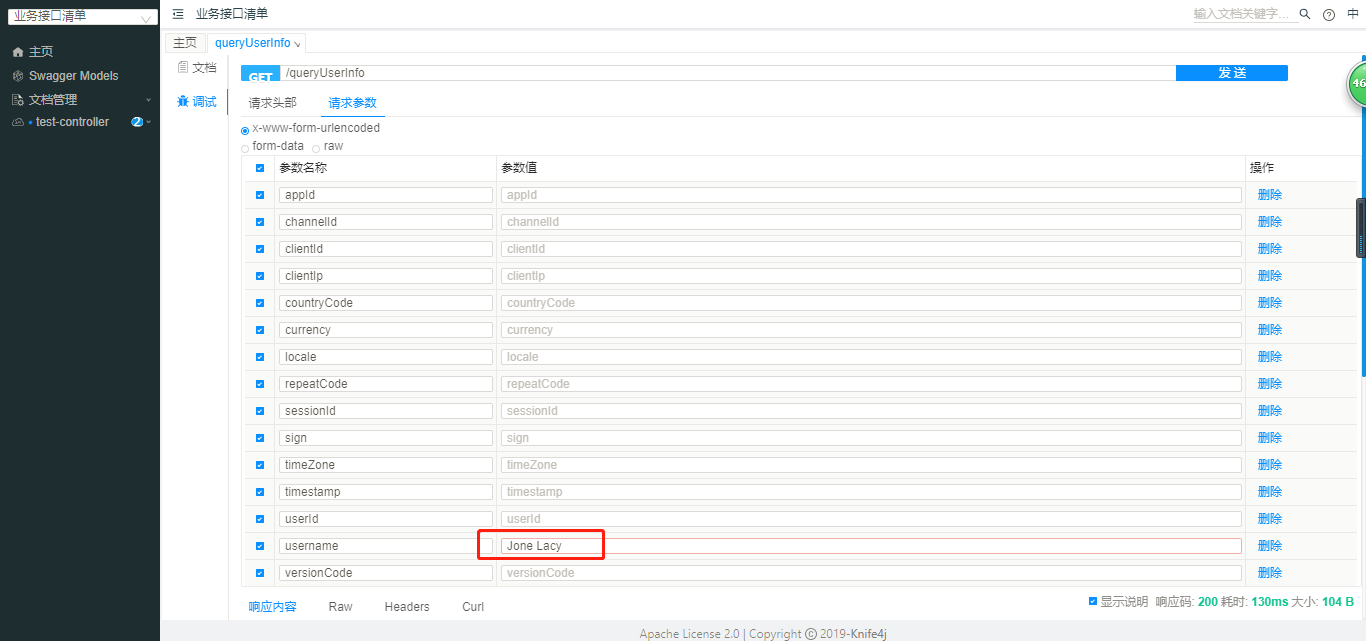 业务接口清单
业务接口清单
输入文档关键字...
中
主页
Swagger Models
文档管理
test-controller
2
主页
queryUserInfo
文档
调试
GET
/queryUserInfo
发 送
46
请求头部
请求参数
x-www-form-urlencoded
form-data
raw
参数名称
参数值
操作
appId
appId
删除
channelId
channelId
删除
clientId
clientId
删除
clientIp
clientIp
删除
countryCode
countryCode
删除
currency
currency
删除
locale
locale
删除
repeatCode
repeatCode
删除
sessionId
sessionId
删除
sign
sign
删除
timeZone
timeZone
删除
timestamp
timestamp
删除
userId
userId
删除
username
Jone Lacy
删除
versionCode
versionCode
删除
响应内容
Raw
Headers
Curl
显示说明 响应码: 200 耗时: 130ms 大小: 104 B
Apache License 2.0 | Copyright © 2019-Knife4j